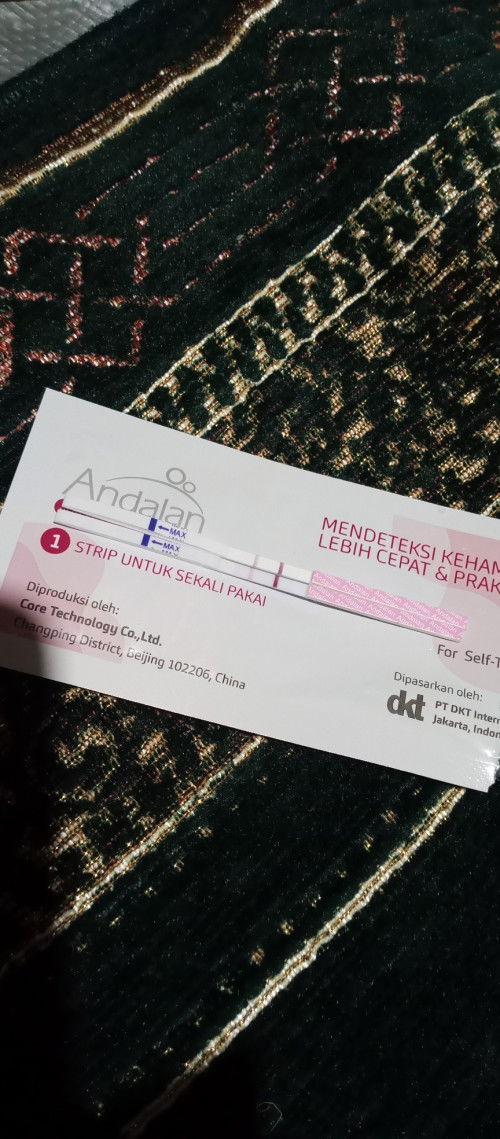 Andalan
MAX
MAX
1 STRIP UNTUK SEKALI PAKAI
MENDETEKSI KEHAM
LEBIH CEPAT & PRAK
Diproduksi oleh:
Core Technology Co.,Ltd.
Changping District, Beijing 102206, China
For Self-T
Dipasarkan oleh:
dkt PT DKT Intern
Jakarta, Indon